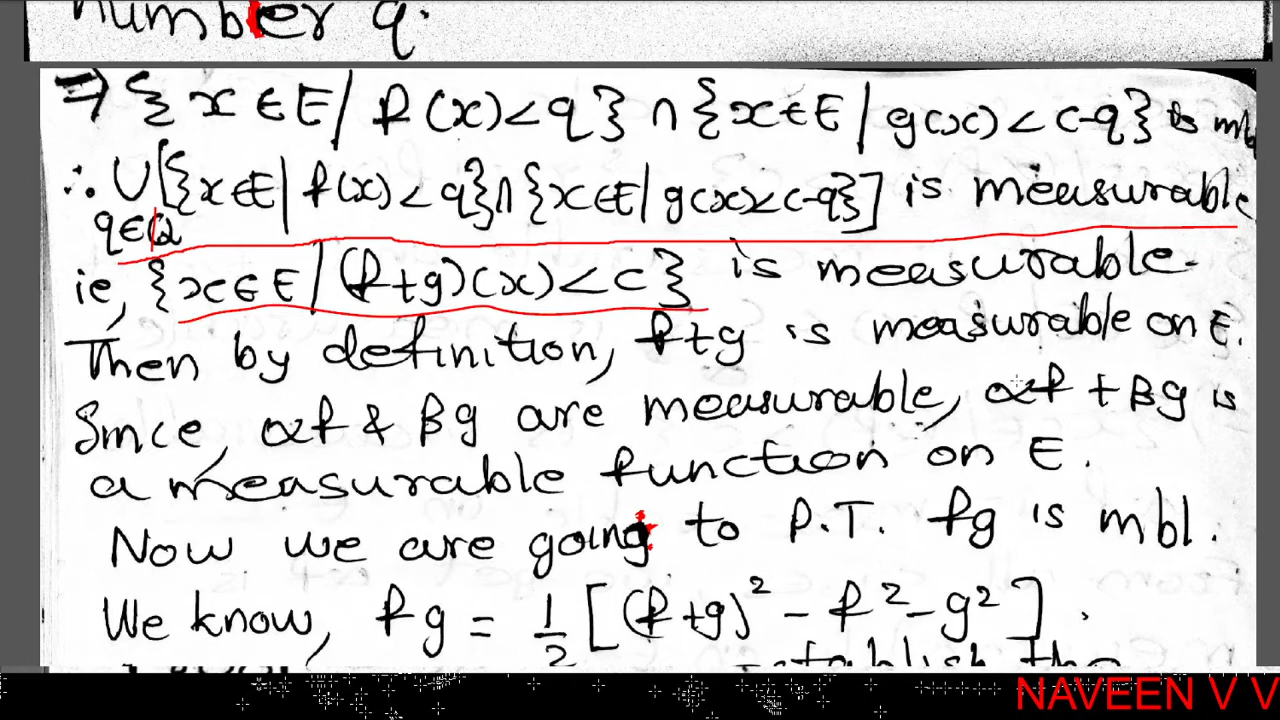 number q.
⇒ {x∈E / f(x)<q} ∩ {x∈E / g(x) < c-q} is mbl
∴ ∪ [{x∈E / f(x) < q} ∩ {x∈E / g(x)<c-q}] is measurable
q∈Q
ie, {x∈E / (f+g)(x) < c} is measurable.
Then by definition, f+g is measurable on E.
Since, αf & βg are measurable, αf + βg is
a measurable function on E.
Now we are going to P.T. fg is mbl.
We know, fg = 1/2 [(f+g)² - f² - g²].
establish the
NAVEEN V V